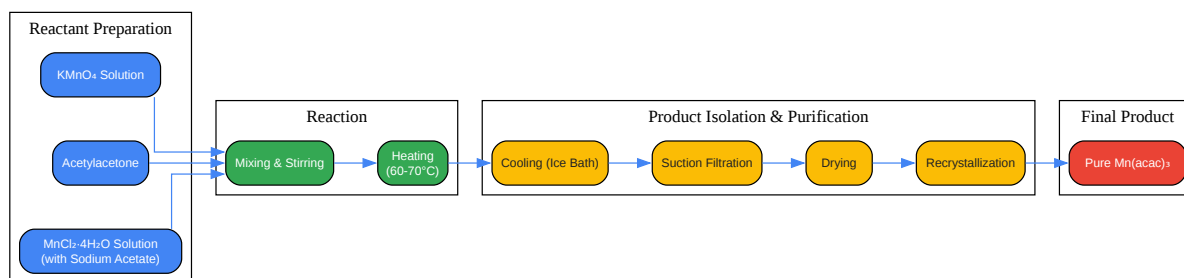 Reactant Preparation
KMnO₄ Solution
Acetylacetone
MnCl₂·4H₂O Solution
(with Sodium Acetate)
Reaction
Mixing & Stirring
Heating
(60-70°C)
Product Isolation & Purification
Cooling (Ice Bath)
Suction Filtration
Drying
Recrystallization
Final Product
Pure Mn(acac)₃